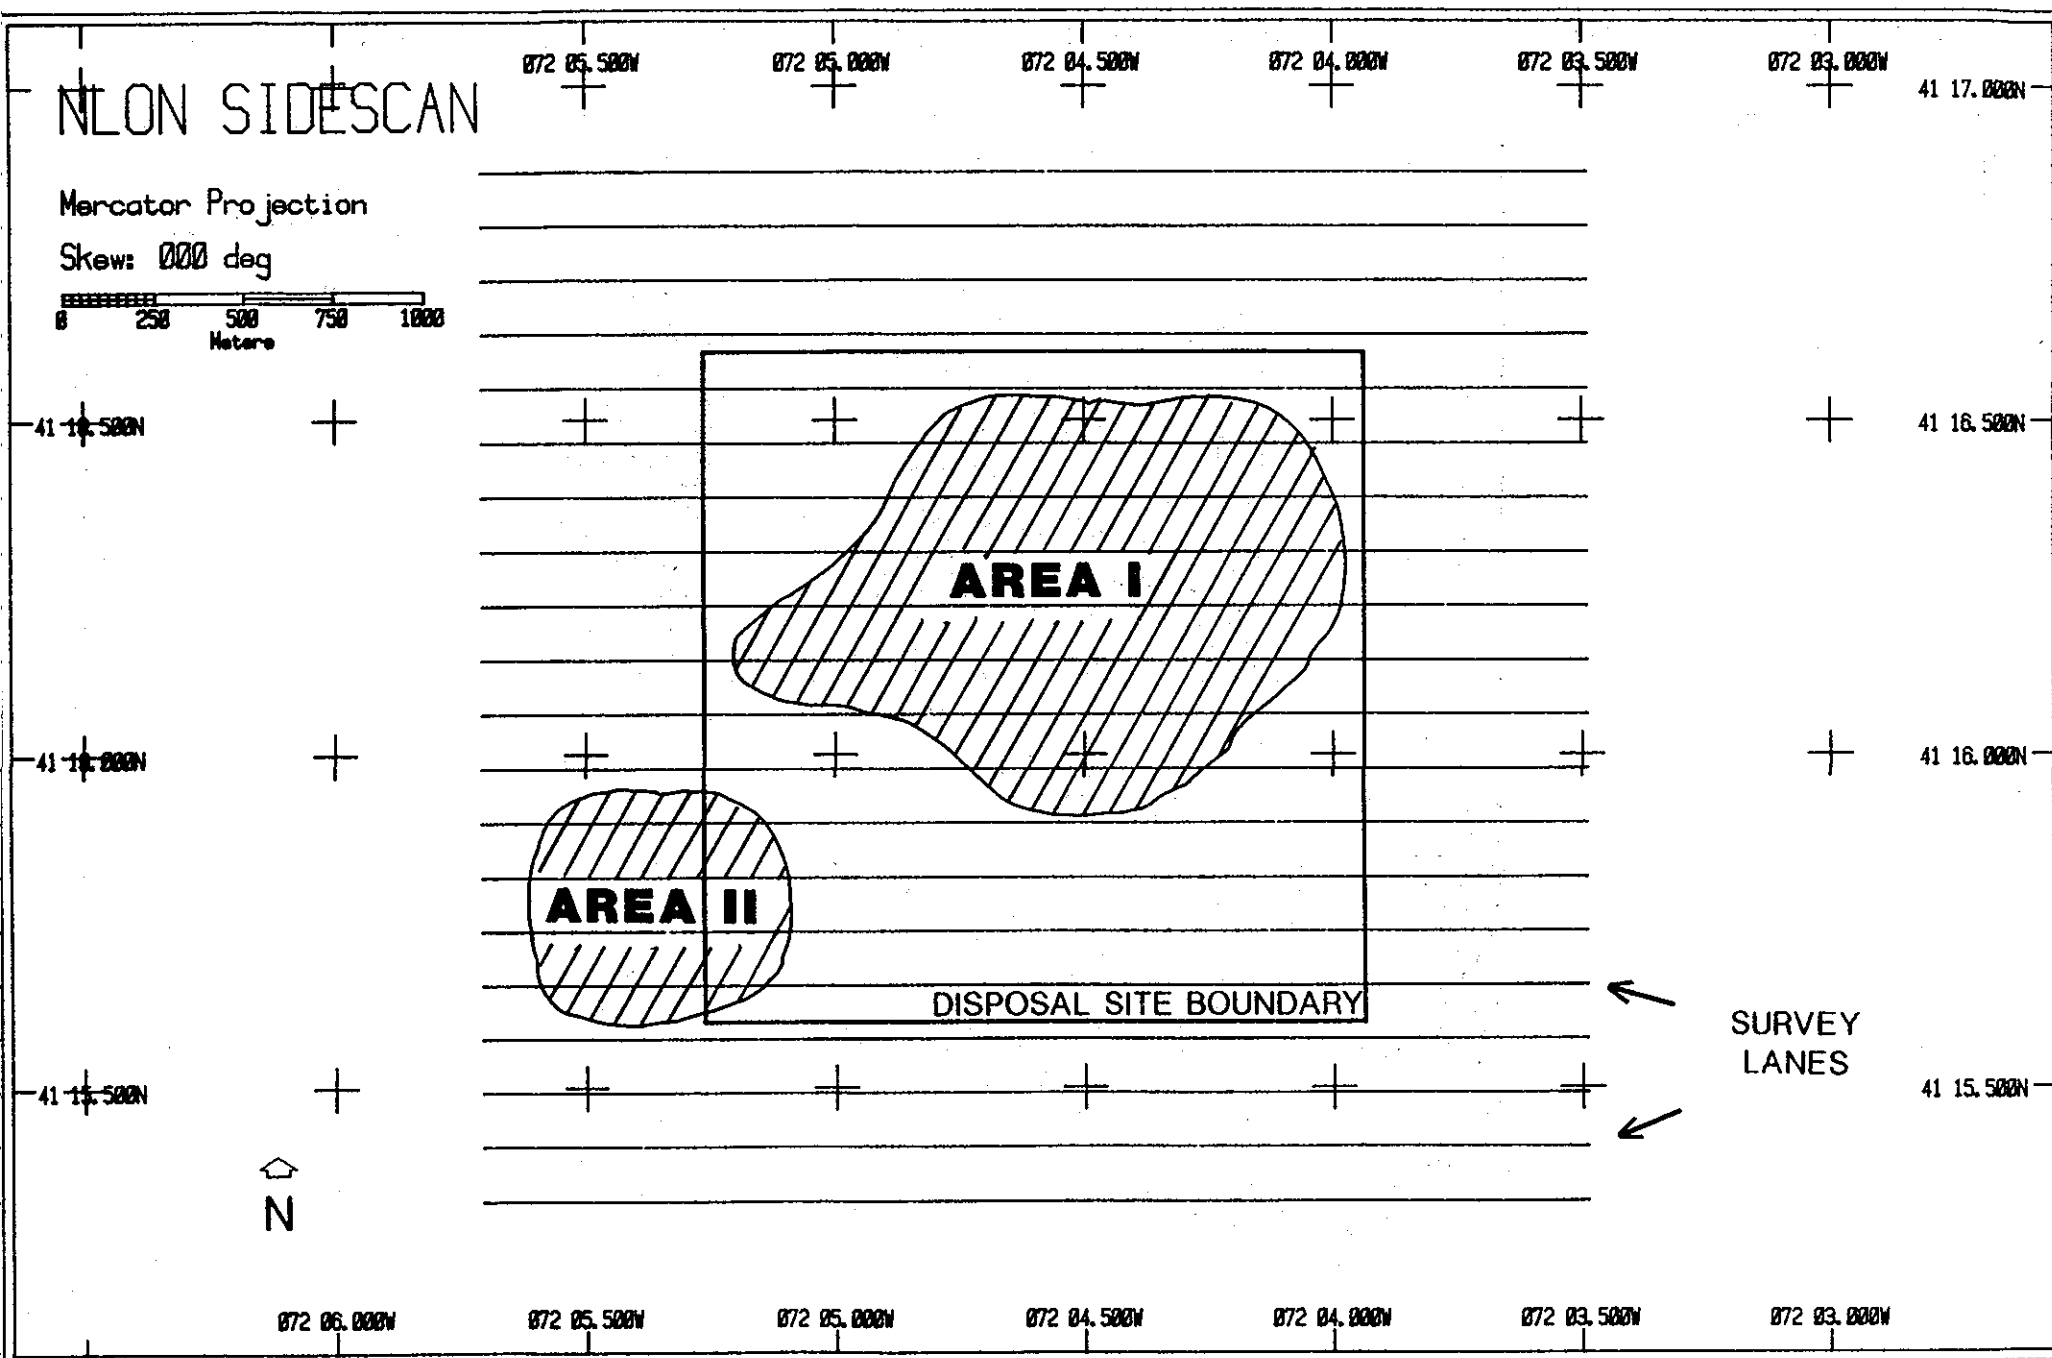 072 05.500W 072 05.000W 072 04.500W 072 04.000W 072 03.500W 072 03.000W
41 17.000N
NLON SIDESCAN
Mercator Projection
Skew: 000 deg
0 250 500 750 1000
Meters
41 16.500N 41 16.500N
AREA I
41 16.000N 41 16.000N
AREA II
DISPOSAL SITE BOUNDARY
SURVEY
LANES
41 15.500N 41 15.500N
N
072 06.000W 072 05.500W 072 05.000W 072 04.500W 072 04.000W 072 03.500W 072 03.000W